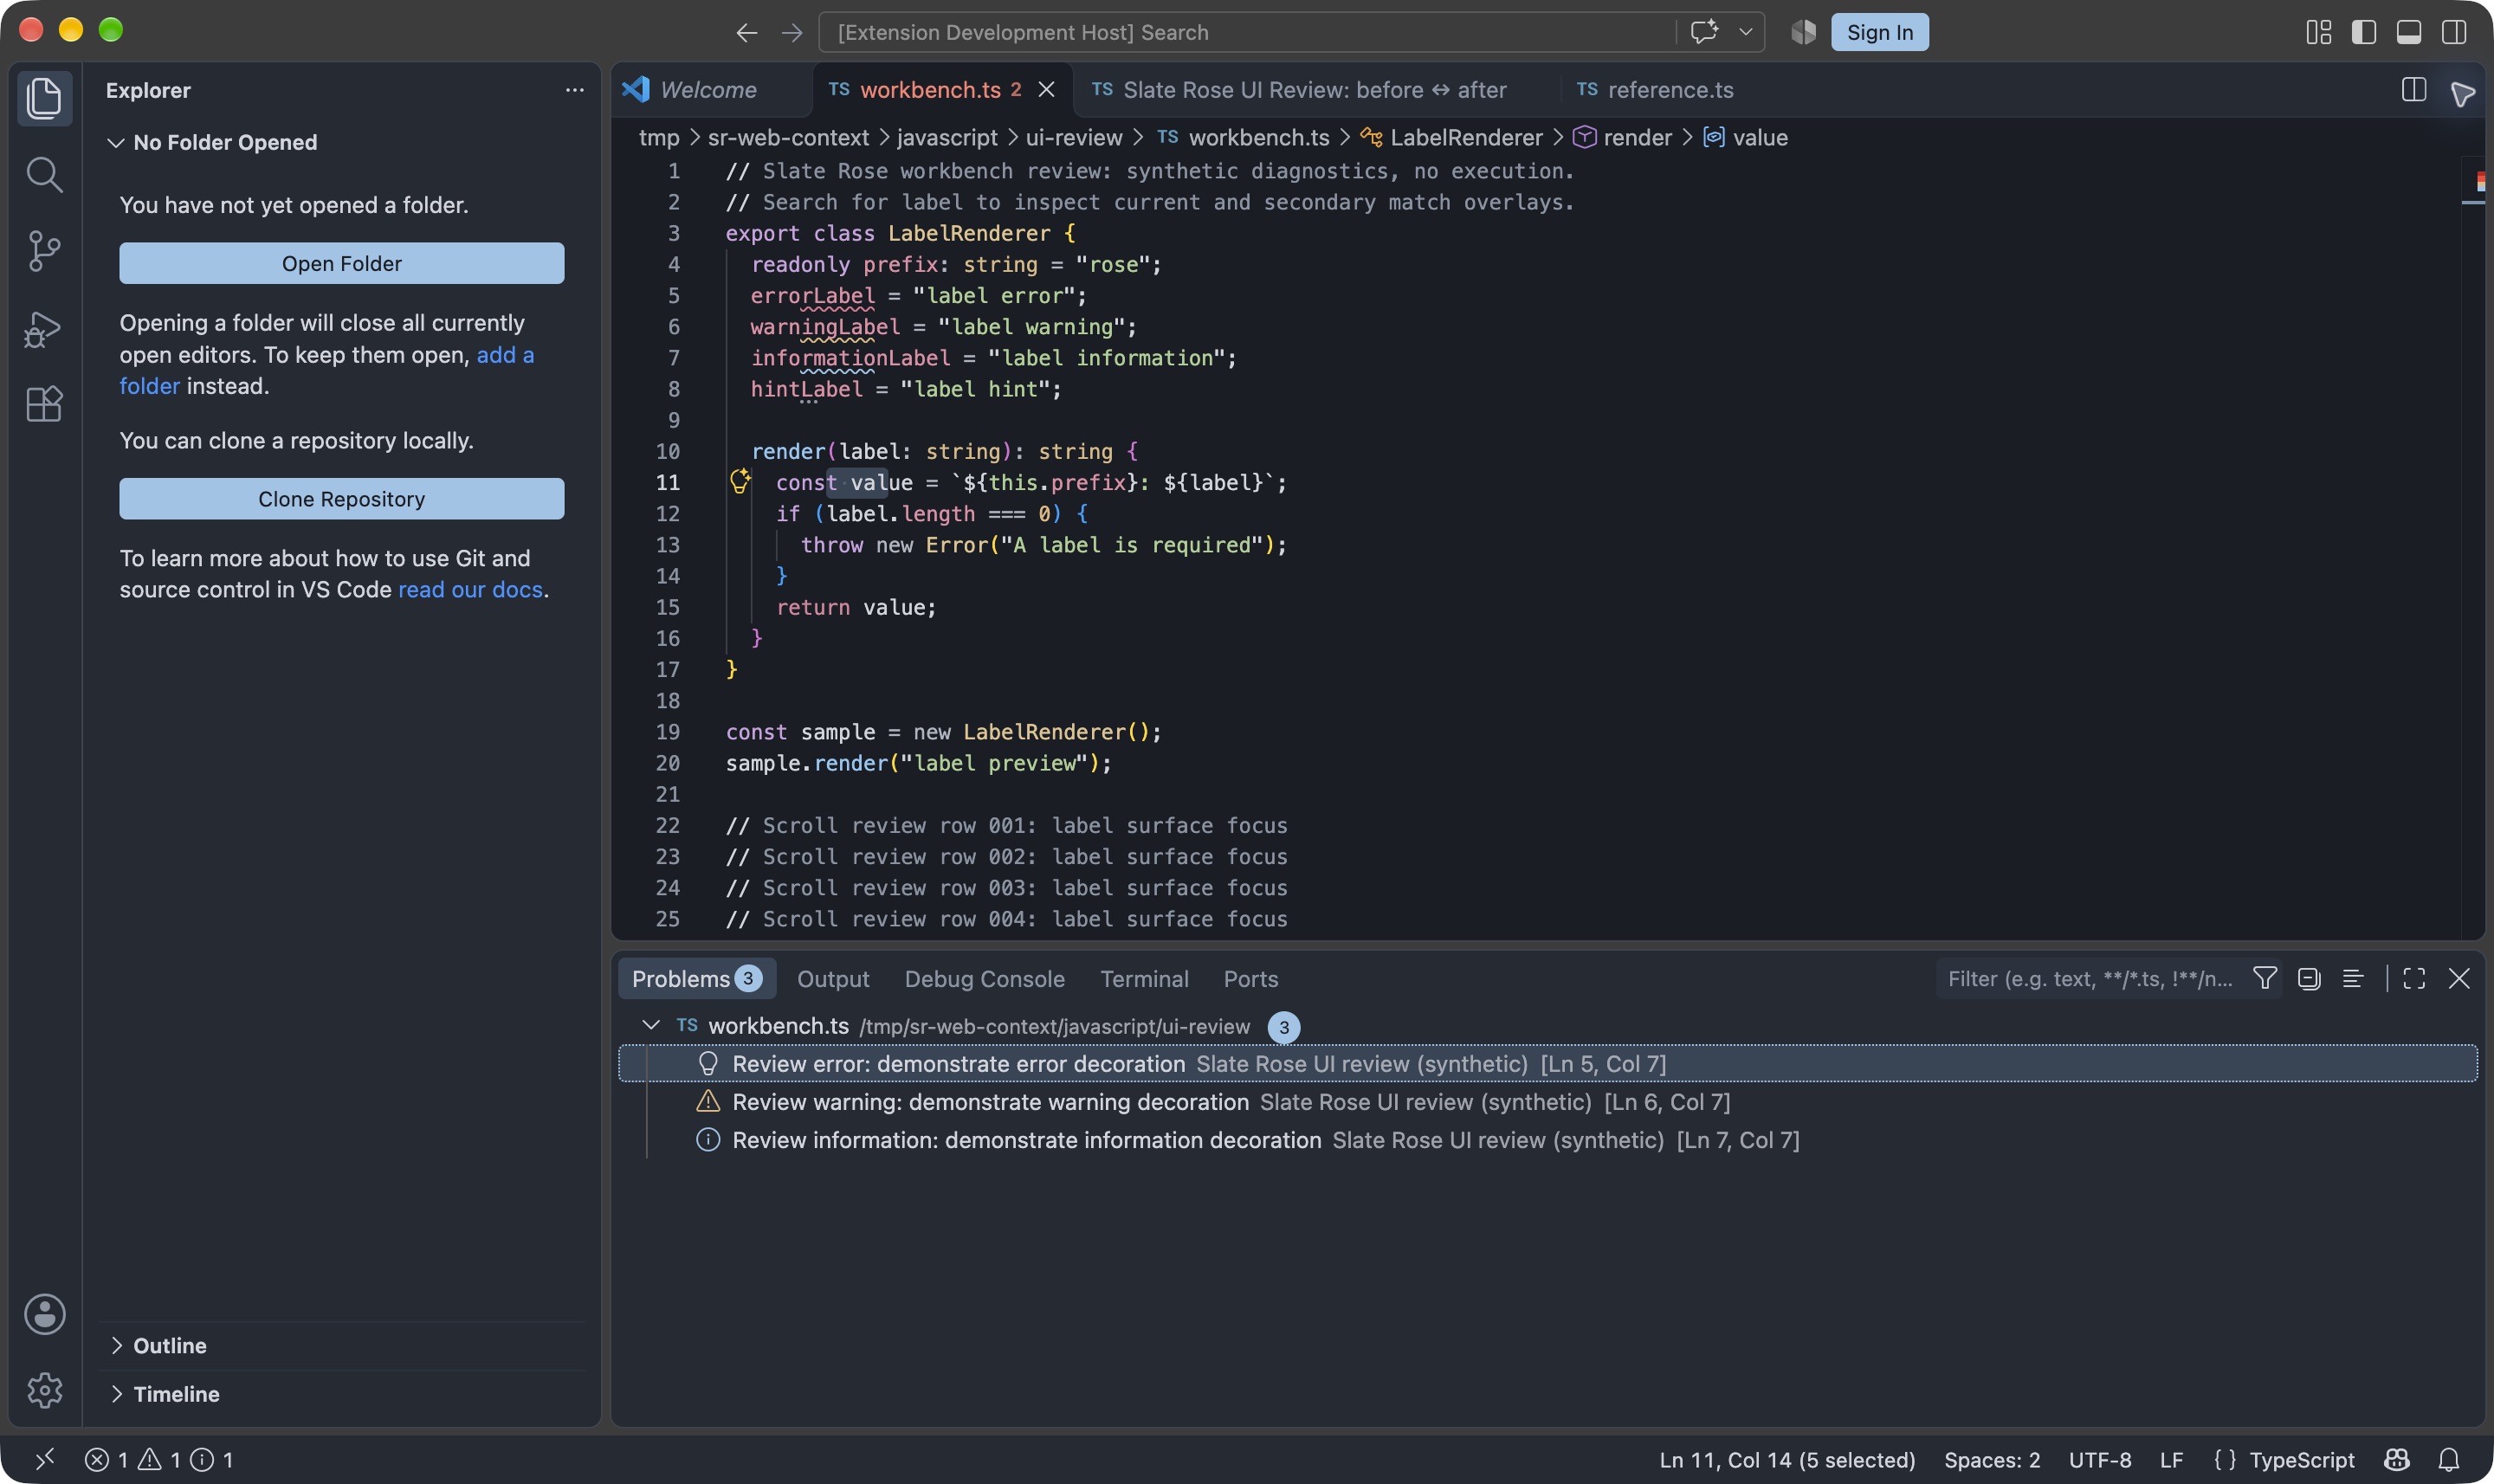 [Extension Development Host] Search
Sign In
Explorer
No Folder Opened
You have not yet opened a folder.
Open Folder
Opening a folder will close all currently
open editors. To keep them open, add a
folder instead.
You can clone a repository locally.
Clone Repository
To learn more about how to use Git and
source control in VS Code read our docs.
Outline
Timeline
Welcome
TS workbench.ts 2
TS Slate Rose UI Review: before ↔ after
TS reference.ts
tmp > sr-web-context > javascript > ui-review > TS workbench.ts > LabelRenderer > render > value
1 // Slate Rose workbench review: synthetic diagnostics, no execution.
2 // Search for label to inspect current and secondary match overlays.
3 export class LabelRenderer {
4 readonly prefix: string = "rose";
5 errorLabel = "label error";
6 warningLabel = "label warning";
7 informationLabel = "label information";
8 hintLabel = "label hint";
9
10 render(label: string): string {
11 const value = `${this.prefix}: ${label}`;
12 if (label.length === 0) {
13 throw new Error("A label is required");
14 }
15 return value;
16 }
17 }
18
19 const sample = new LabelRenderer();
20 sample.render("label preview");
21
22 // Scroll review row 001: label surface focus
23 // Scroll review row 002: label surface focus
24 // Scroll review row 003: label surface focus
25 // Scroll review row 004: label surface focus
Problems 3
Output
Debug Console
Terminal
Ports
Filter (e.g. text, **/*.ts, !**/n...
TS workbench.ts /tmp/sr-web-context/javascript/ui-review 3
Review error: demonstrate error decoration Slate Rose UI review (synthetic) [Ln 5, Col 7]
Review warning: demonstrate warning decoration Slate Rose UI review (synthetic) [Ln 6, Col 7]
Review information: demonstrate information decoration Slate Rose UI review (synthetic) [Ln 7, Col 7]
1 1 1
Ln 11, Col 14 (5 selected)
Spaces: 2
UTF-8
LF
{ } TypeScript